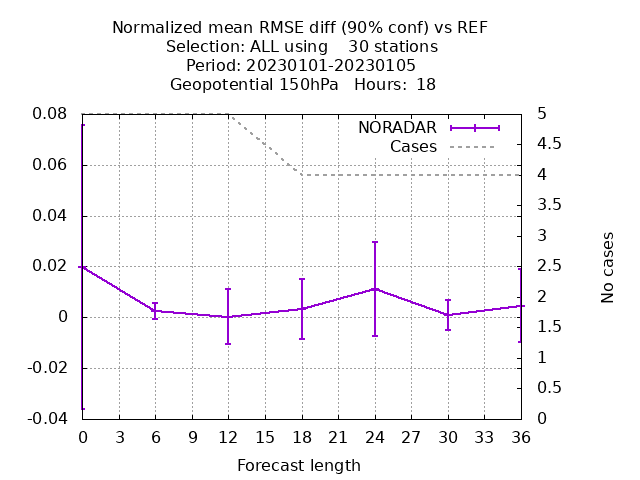 Normalized mean RMSE diff (90% conf) vs REF
Selection: ALL using    30 stations
Period: 20230101-20230105
Geopotential 150hPa   Hours:  18
NORADAR
Cases
0.08
0.06
0.04
0.02
0
-0.02
-0.04
5
4.5
4
3.5
3
2.5
2
1.5
1
0.5
0
No cases
0 3 6 9 12 15 18 21 24 27 30 33 36
Forecast length